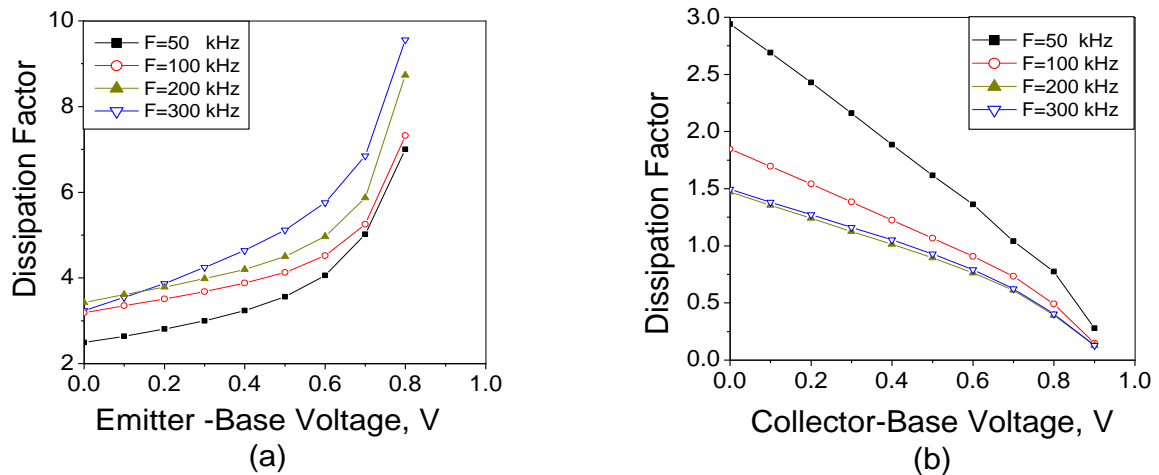 10
8
6
4
2
0.0 0.2 0.4 0.6 0.8 1.0
Dissipation Factor
F=50 kHz
F=100 kHz
F=200 kHz
F=300 kHz
Emitter -Base Voltage, V
(a)
3.0
2.5
2.0
1.5
1.0
0.5
0.0
0.0 0.2 0.4 0.6 0.8 1.0
Dissipation Factor
F=50 kHz
F=100 kHz
F=200 kHz
F=300 kHz
Collector-Base Voltage, V
(b)